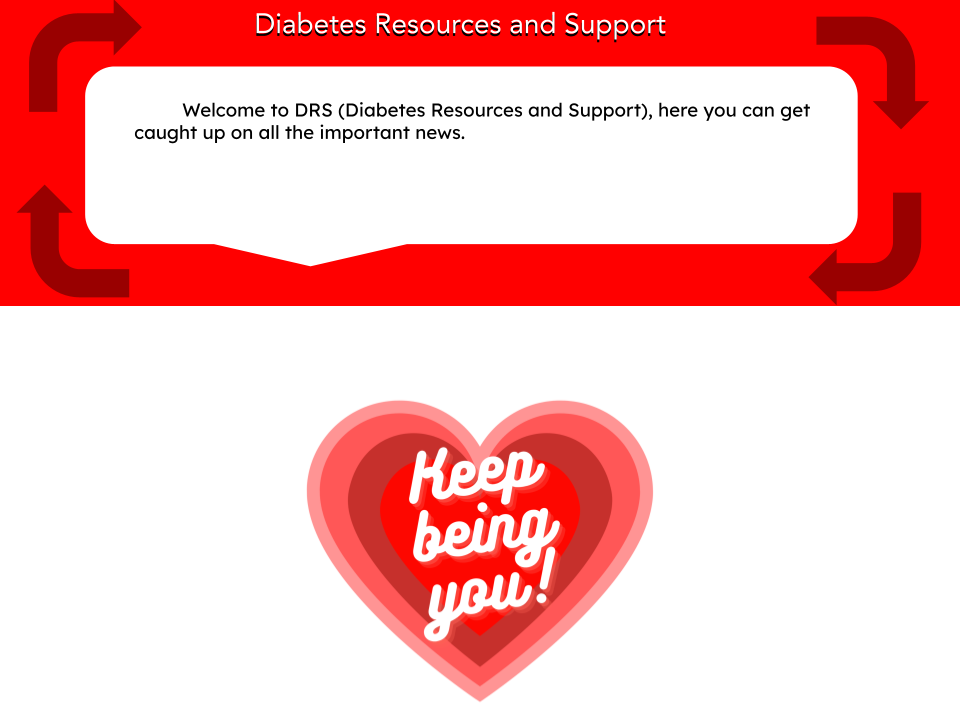 Diabetes Resources and Support
Welcome to DRS (Diabetes Resources and Support), here you can get
caught up on all the important news.
Keep
being
you!